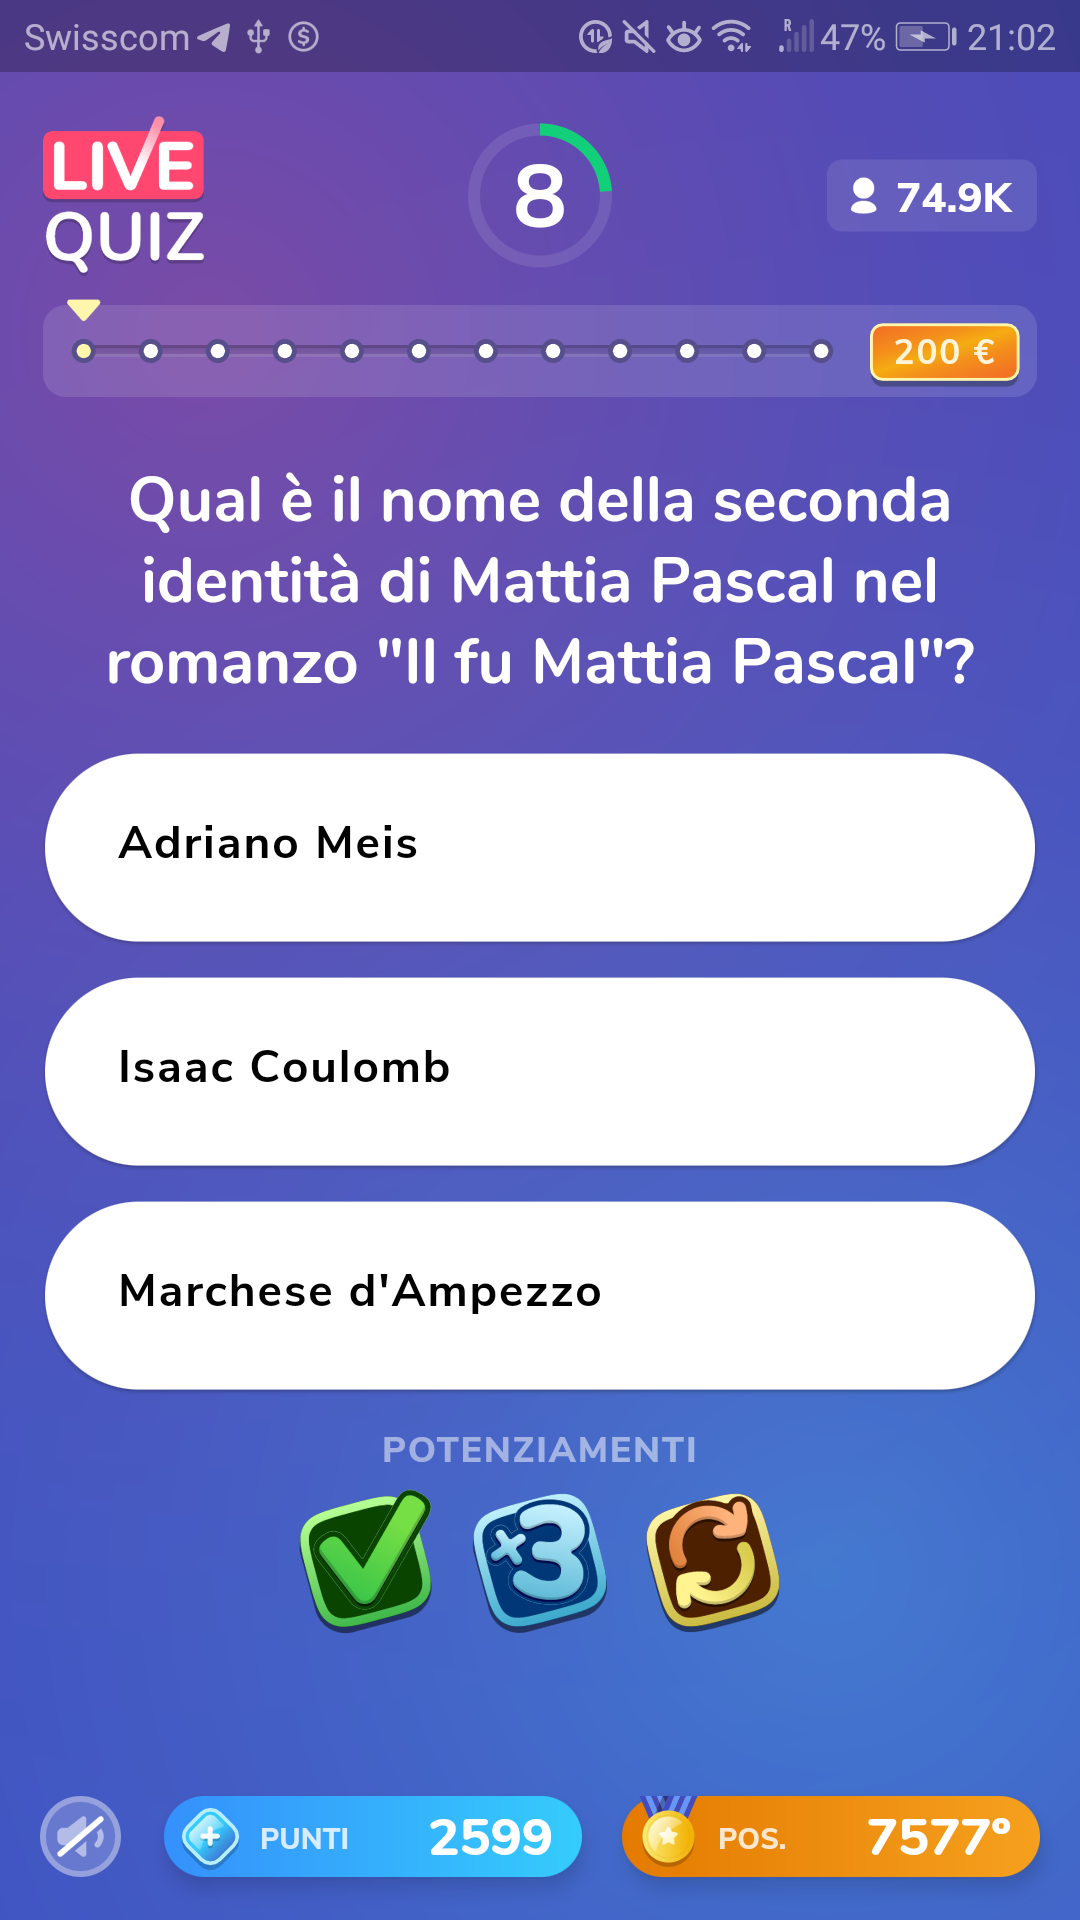 Swisscom R 47% 21:02
LIVE
QUIZ
8
74.9K
200 €
Qual è il nome della seconda
identità di Mattia Pascal nel
romanzo "Il fu Mattia Pascal"?
Adriano Meis
Isaac Coulomb
Marchese d'Ampezzo
POTENZIAMENTI
×3
PUNTI 2599
POS. 7577°